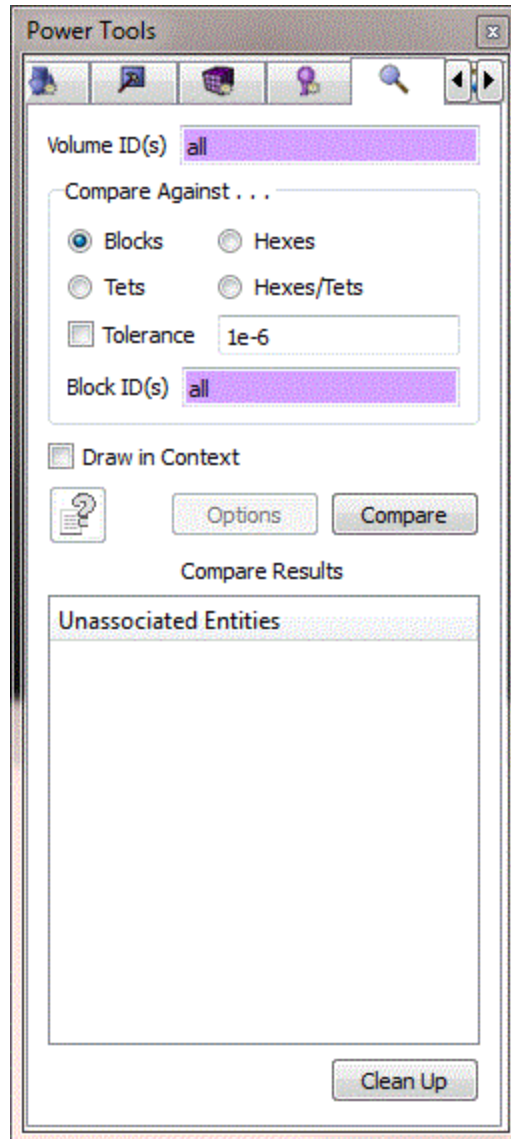 Power Tools
Volume ID(s) all
Compare Against . . .
Blocks Hexes
Tets Hexes/Tets
Tolerance 1e-6
Block ID(s) all
Draw in Context
Options Compare
Compare Results
Unassociated Entities
Clean Up